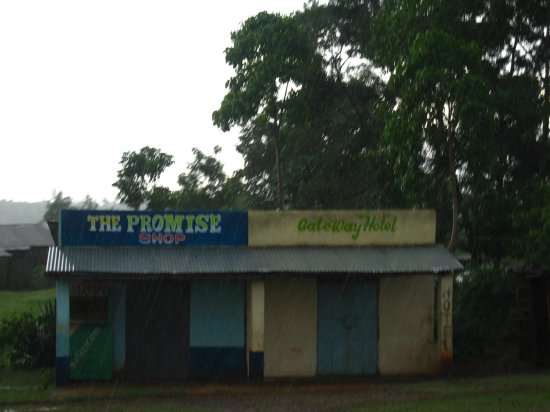 THE PROMISE
SHOP
Gateway Hotel
HOTEL